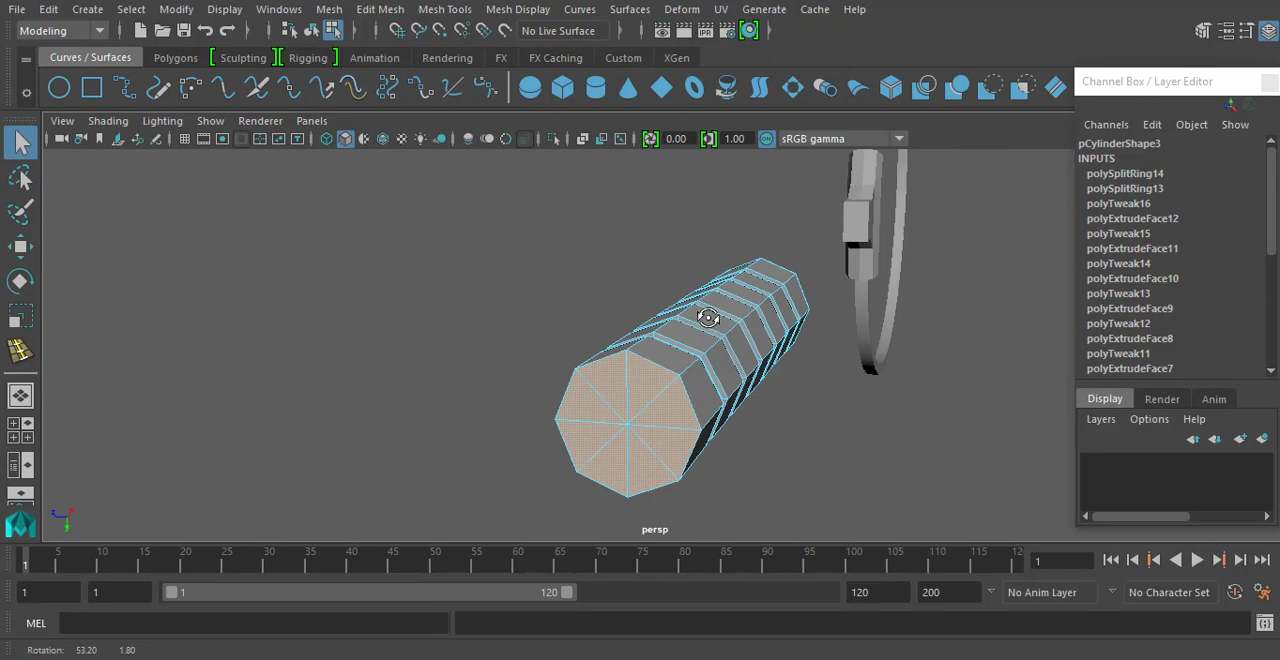 File Edit Create Select Modify Display Windows Mesh Edit Mesh Mesh Tools Mesh Display Curves Surfaces Deform UV Generate Cache Help
Modeling No Live Surface IPR
Curves / Surfaces Polygons Sculpting Rigging Animation Rendering FX FX Caching Custom XGen
Channel Box / Layer Editor
View Shading Lighting Show Renderer Panels
0.00 1.00 ON sRGB gamma
Channels Edit Object Show
pCylinderShape3
INPUTS
polySplitRing14
polySplitRing13
polyTweak16
polyExtrudeFace12
polyTweak15
polyExtrudeFace11
polyTweak14
polyExtrudeFace10
polyTweak13
polyExtrudeFace9
polyTweak12
polyExtrudeFace8
polyTweak11
polyExtrudeFace7
Display Render Anim
Layers Options Help
persp
1 5 10 15 20 25 30 35 40 45 50 55 60 65 70 75 80 85 90 95 100 105 110 115 12
1
1 1 1 120 120 200 No Anim Layer No Character Set
MEL
Rotation: 53.20 1.80